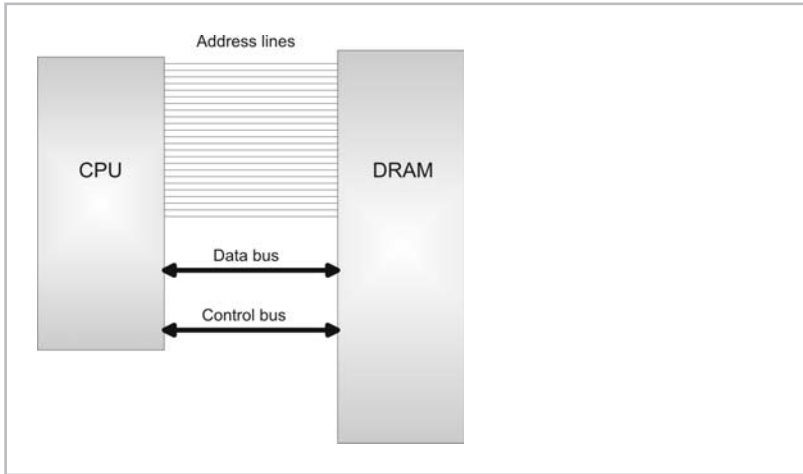 Address lines
CPU
DRAM
Data bus
Control bus